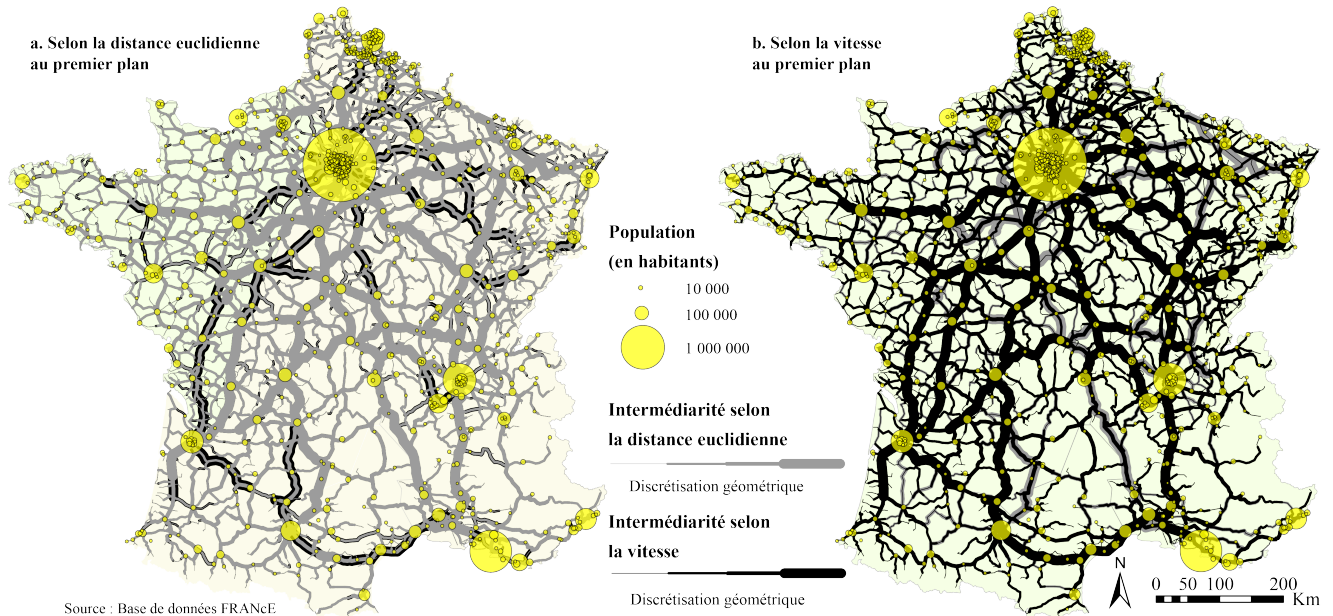 a. Selon la distance euclidienne
au premier plan
b. Selon la vitesse
au premier plan
Population
(en habitants)
10 000
100 000
1 000 000
Intermédiarité selon
la distance euclidienne
Discrétisation géométrique
Intermédiarité selon
la vitesse
Discrétisation géométrique
N
0 50 100 200
Km
Source : Base de données FRANcE